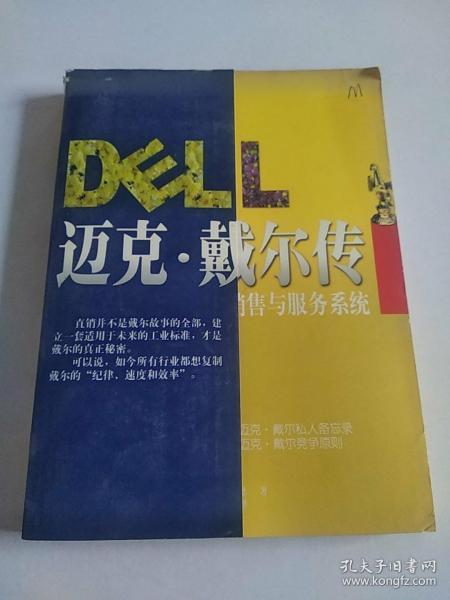 M
DELL
迈克·戴尔传
销售与服务系统
直销并不是戴尔故事的全部，建
立一套适用于未来的工业标准，才是
戴尔的真正秘密。
可以说，如今所有行业都想复制
戴尔的“纪律、速度和效率”。
迈克·戴尔私人备忘录
迈克·戴尔竞争原则
著
孔夫子旧书网
www.kongfz.com